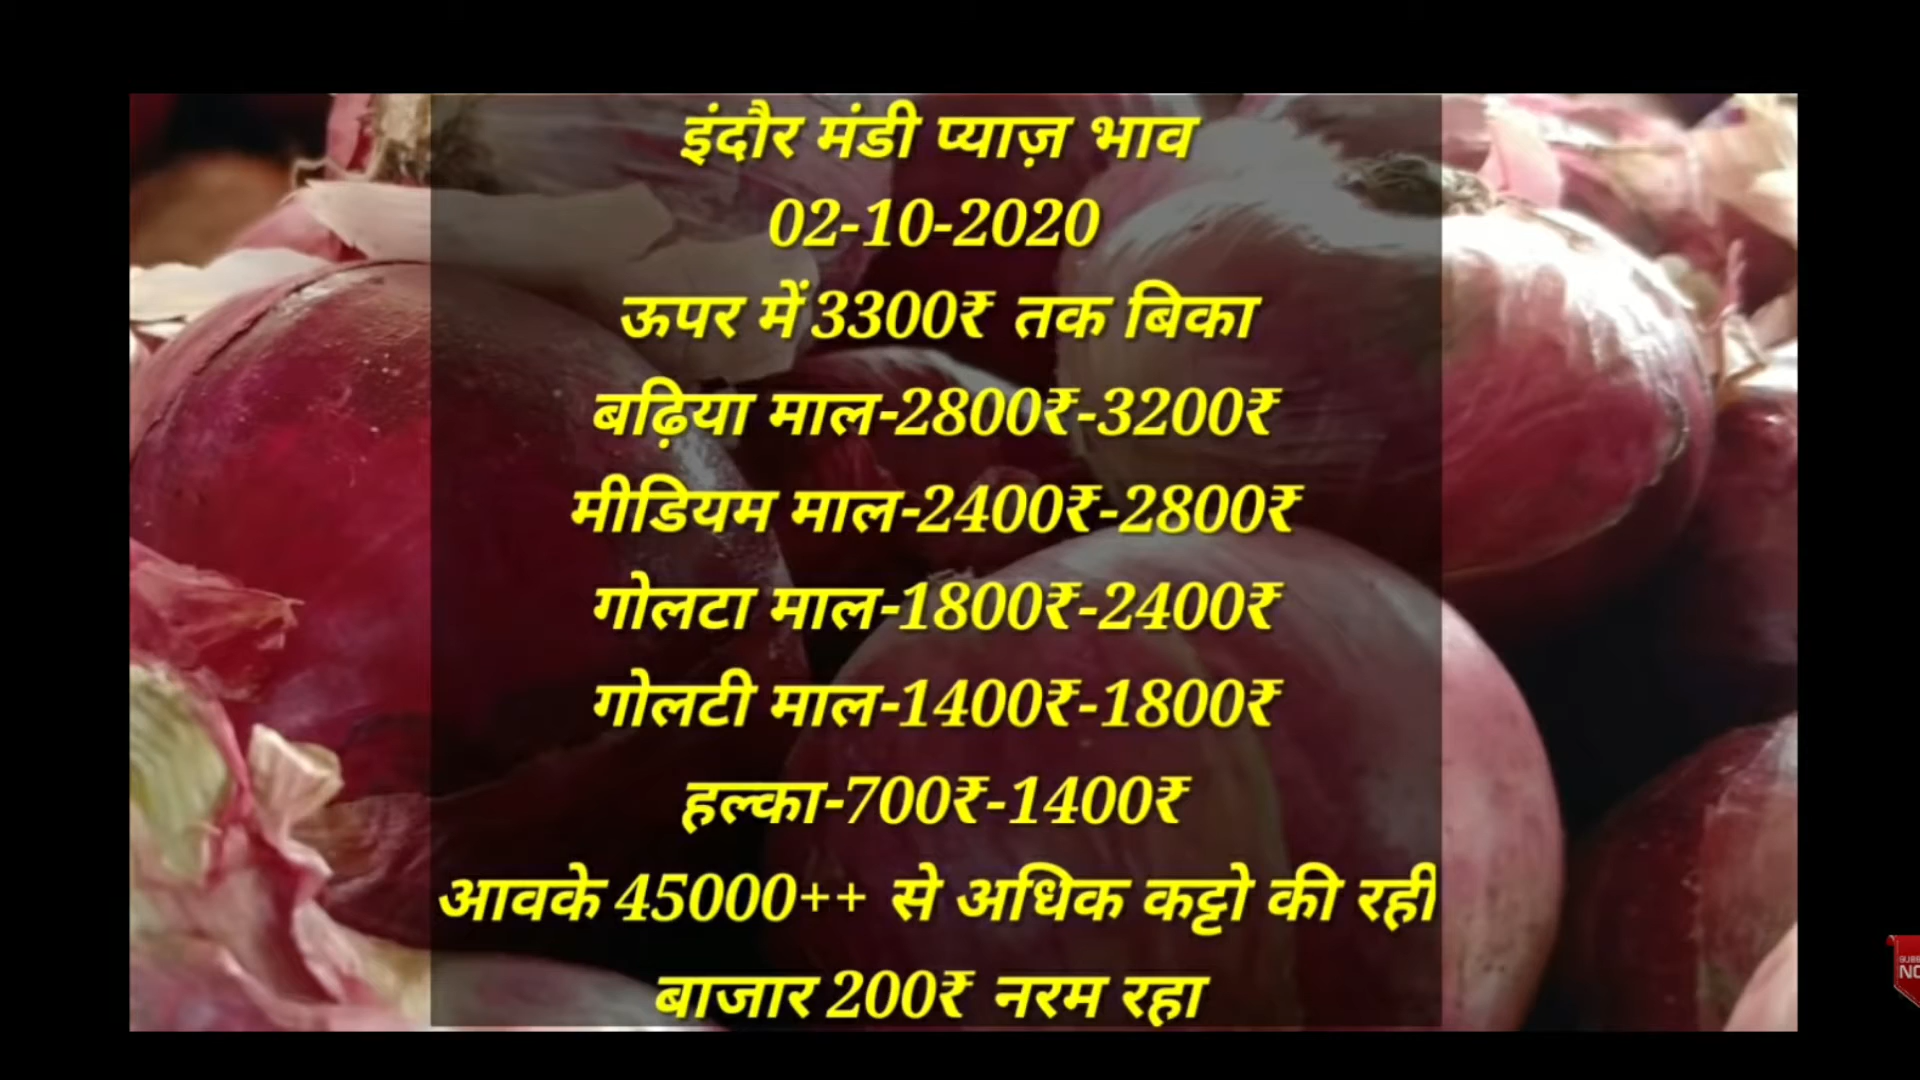 इंदौर मंडी प्याज़ भाव
02-10-2020
ऊपर में 3300₹ तक बिका
बढ़िया माल-2800₹-3200₹
मीडियम माल-2400₹-2800₹
गोलटा माल-1800₹-2400₹
गोलटी माल-1400₹-1800₹
हल्का-700₹-1400₹
आवके 45000++ से अधिक कट्टो की रही
बाजार 200₹ नरम रहा